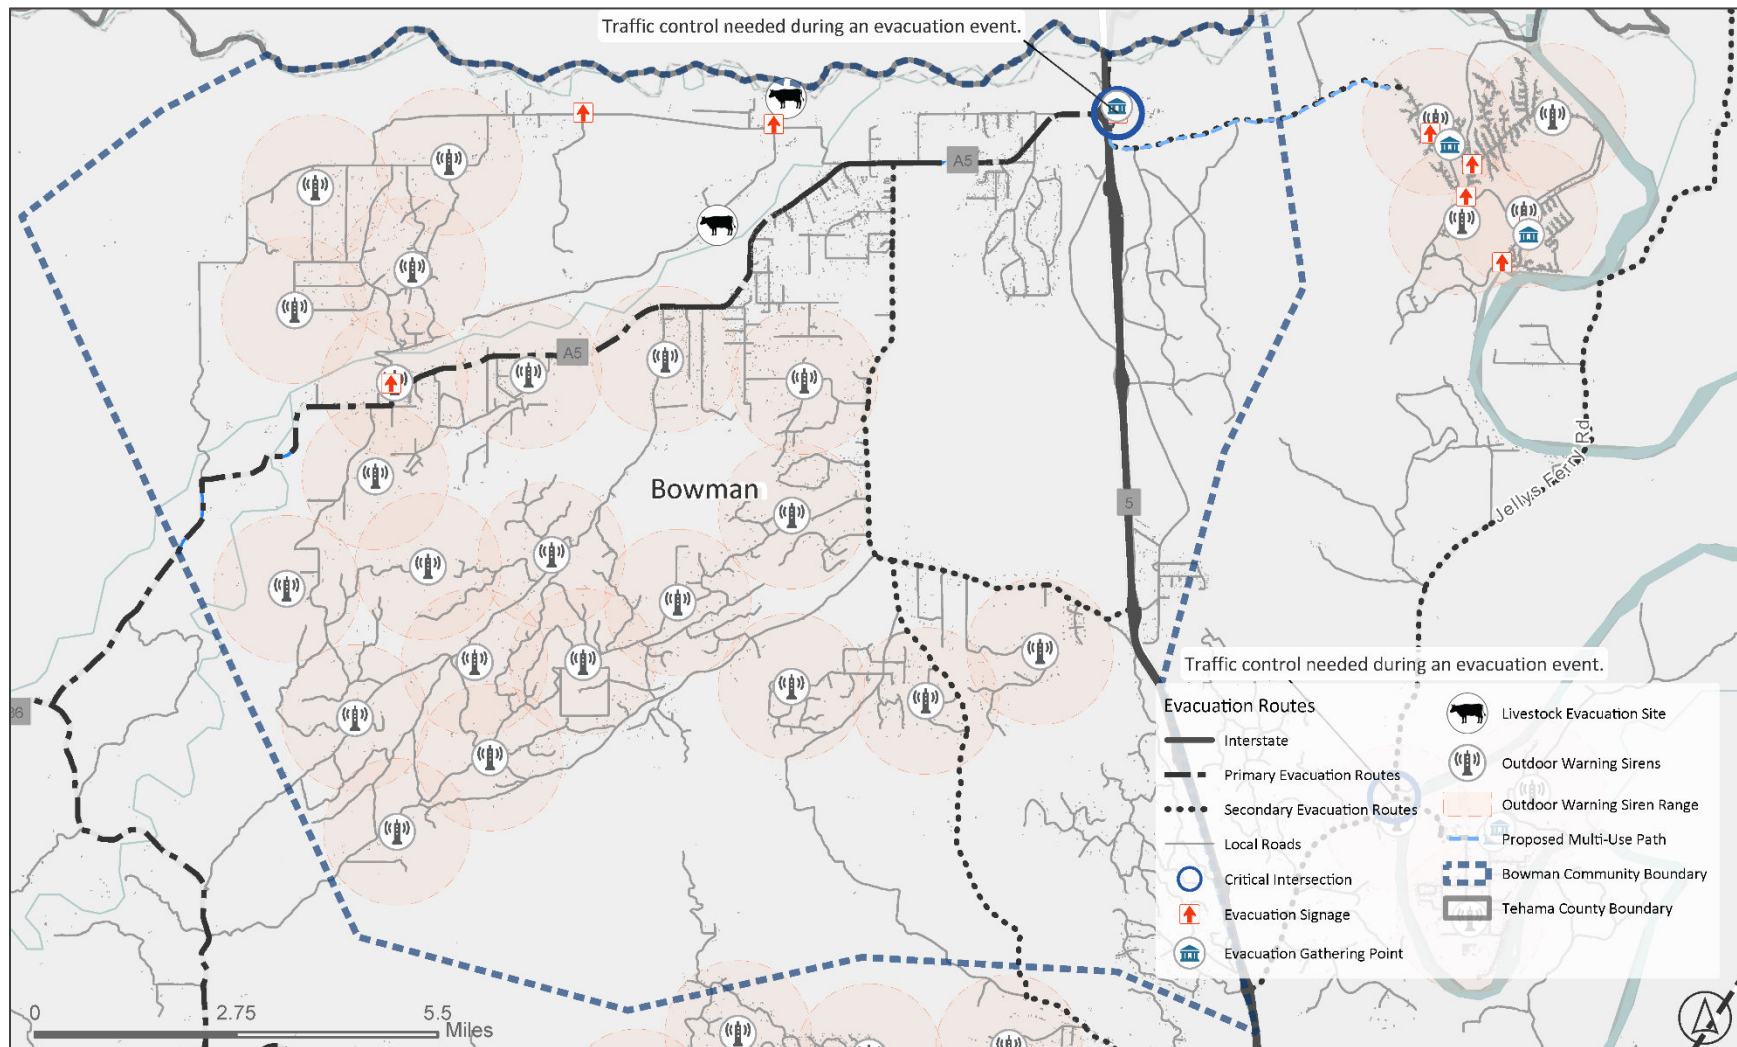 Traffic control needed during an evacuation event.
A5
A5
Bowman
5
Jellys Ferry Rd
36
Traffic control needed during an evacuation event.
Evacuation Routes
Interstate
Primary Evacuation Routes
Secondary Evacuation Routes
Local Roads
Critical Intersection
Evacuation Signage
Evacuation Gathering Point
Livestock Evacuation Site
Outdoor Warning Sirens
Outdoor Warning Siren Range
Proposed Multi-Use Path
Bowman Community Boundary
Tehama County Boundary
0 2.75 5.5
Miles